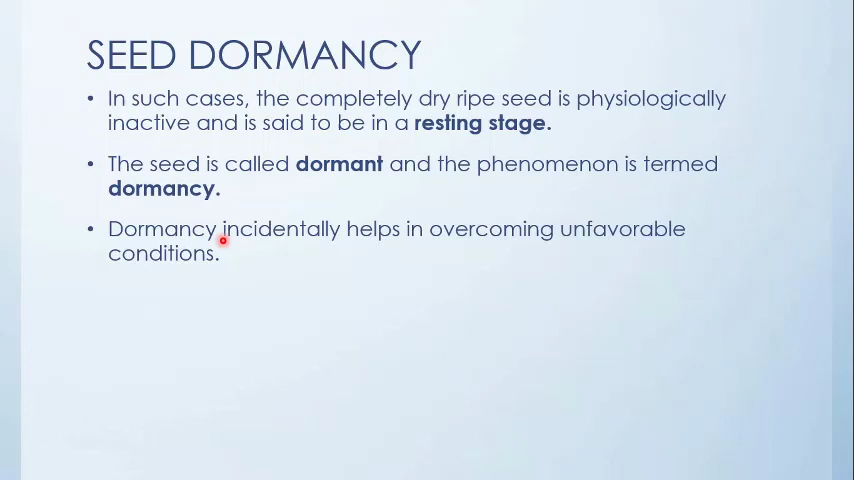 SEED DORMANCY
• In such cases, the completely dry ripe seed is physiologically
inactive and is said to be in a resting stage.
• The seed is called dormant and the phenomenon is termed
dormancy.
• Dormancy incidentally helps in overcoming unfavorable
conditions.